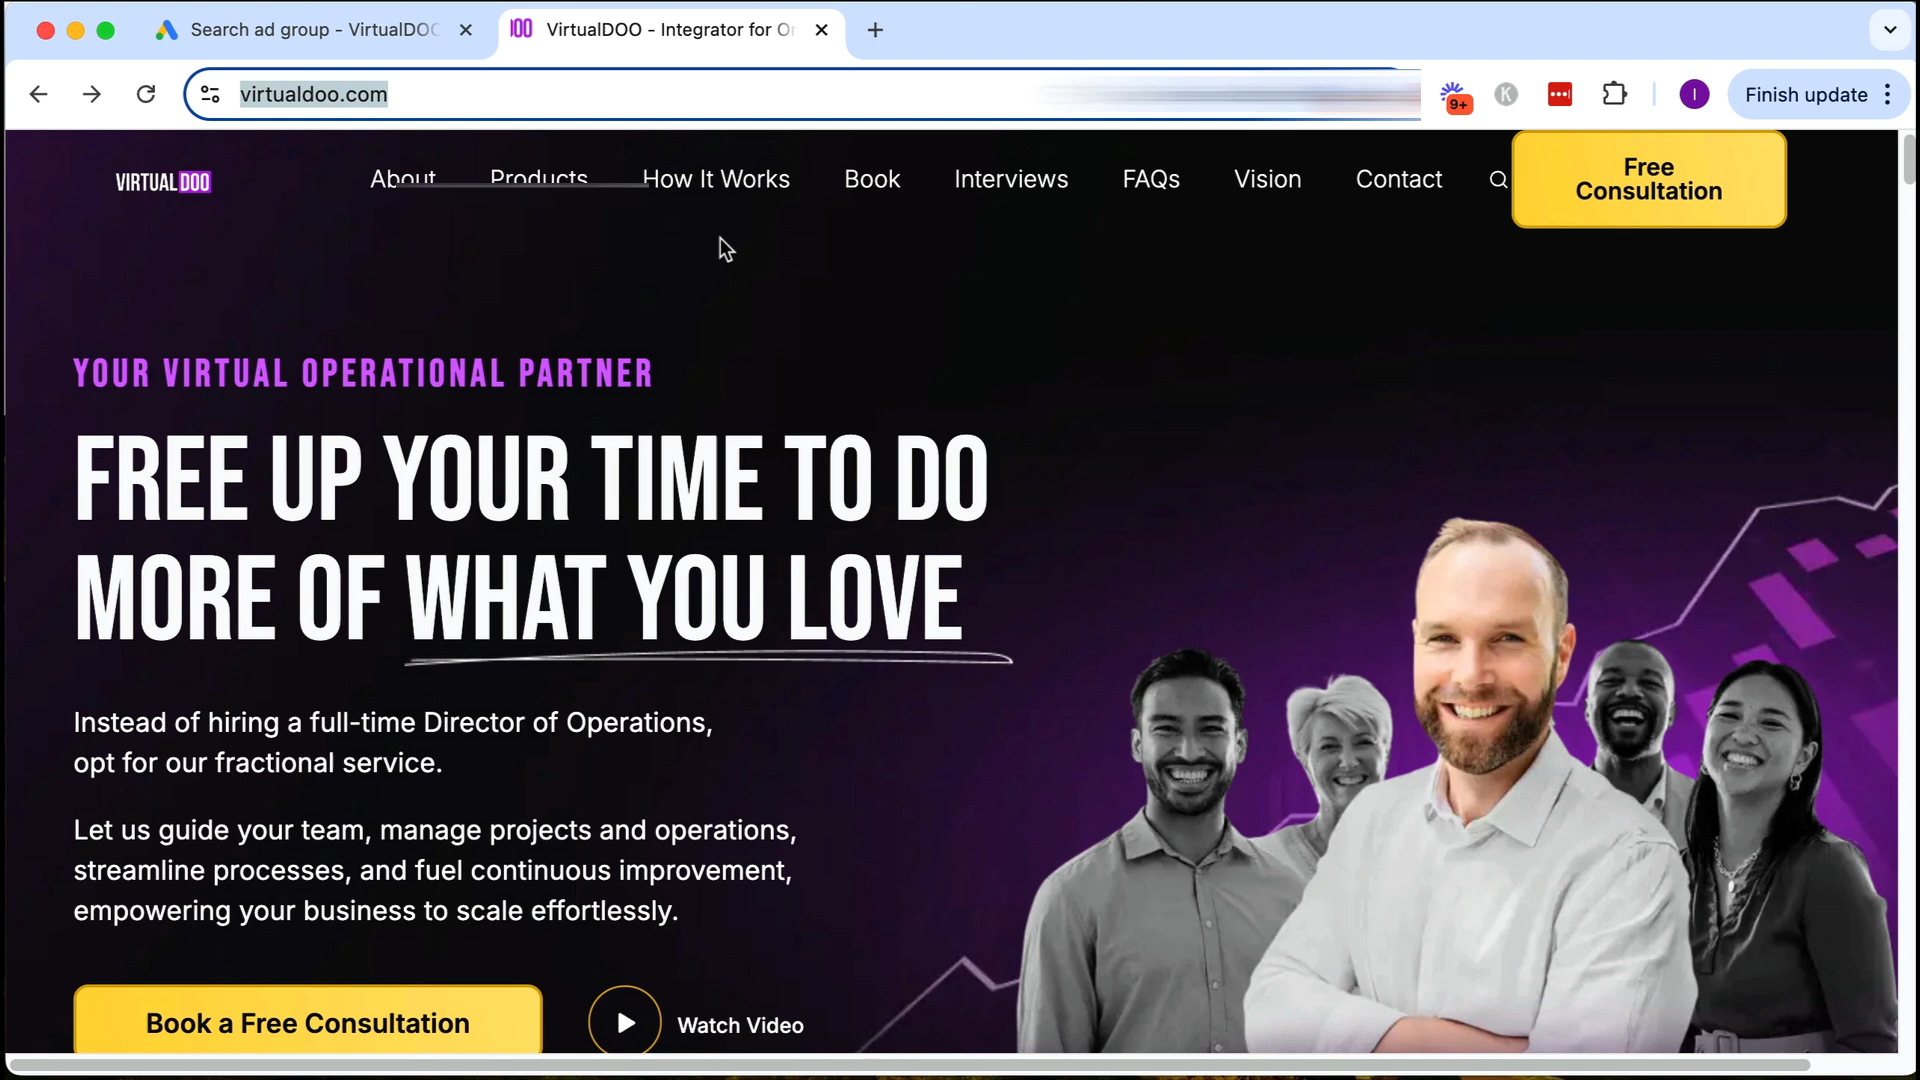 Search ad group - VirtualDOO
VirtualDOO - Integrator for Or
virtualdoo.com
9+
K
I
Finish update
VIRTUALDOO
About
Products
How It Works
Book
Interviews
FAQs
Vision
Contact
Free
Consultation
YOUR VIRTUAL OPERATIONAL PARTNER
FREE UP YOUR TIME TO DO
MORE OF WHAT YOU LOVE
Instead of hiring a full-time Director of Operations,
opt for our fractional service.
Let us guide your team, manage projects and operations,
streamline processes, and fuel continuous improvement,
empowering your business to scale effortlessly.
Book a Free Consultation
Watch Video